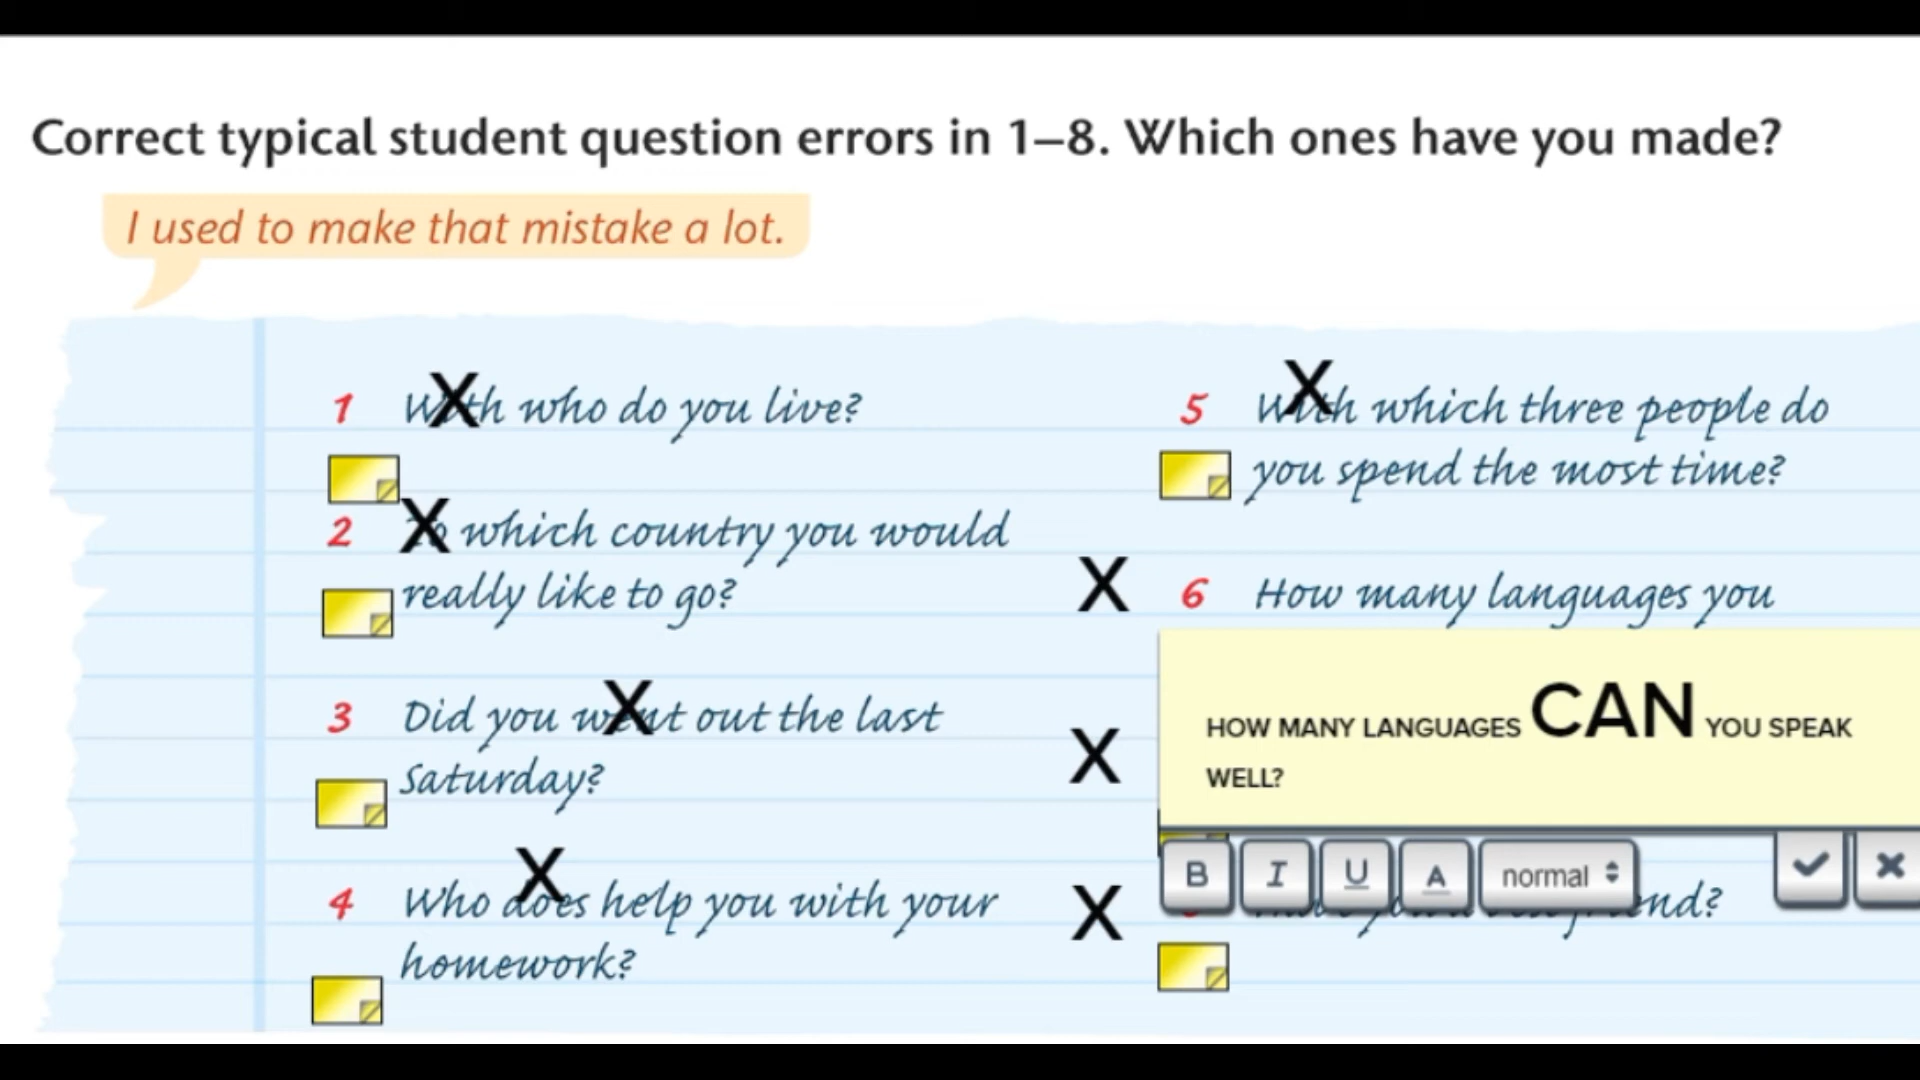 Correct typical student question errors in 1–8. Which ones have you made?
I used to make that mistake a lot.
1 With who do you live?
X
2 To which country you would
X
really like to go?
3 Did you went out the last
X
Saturday?
4 Who does help you with your
X
homework?
5 With which three people do
X
you spend the most time?
X 6 How many languages you
HOW MANY LANGUAGES CAN YOU SPEAK
WELL?
X
B I U A normal
X